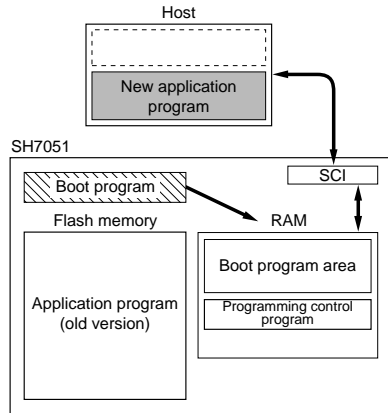 Host
New application
program
SH7051
SCI
Boot program
Flash memory
RAM
Boot program area
Application program
(old version)
Programming control
program